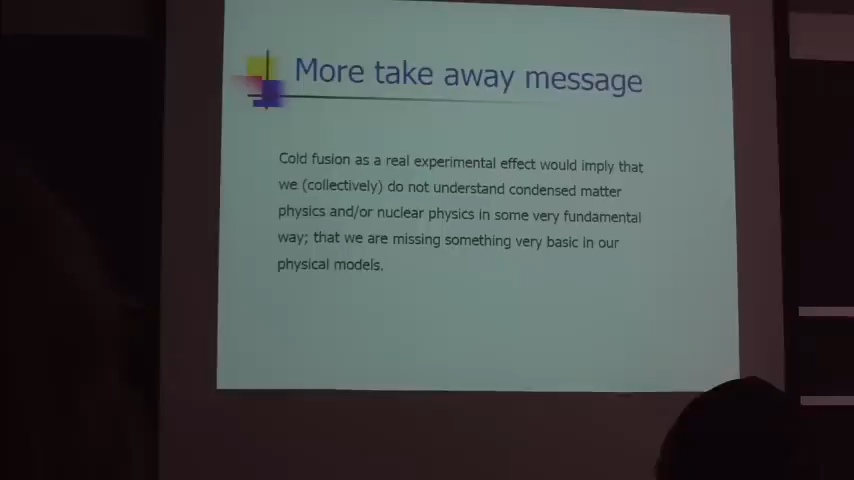 More take away message
Cold fusion as a real experimental effect would imply that
we (collectively) do not understand condensed matter
physics and/or nuclear physics in some very fundamental
way; that we are missing something very basic in our
physical models.